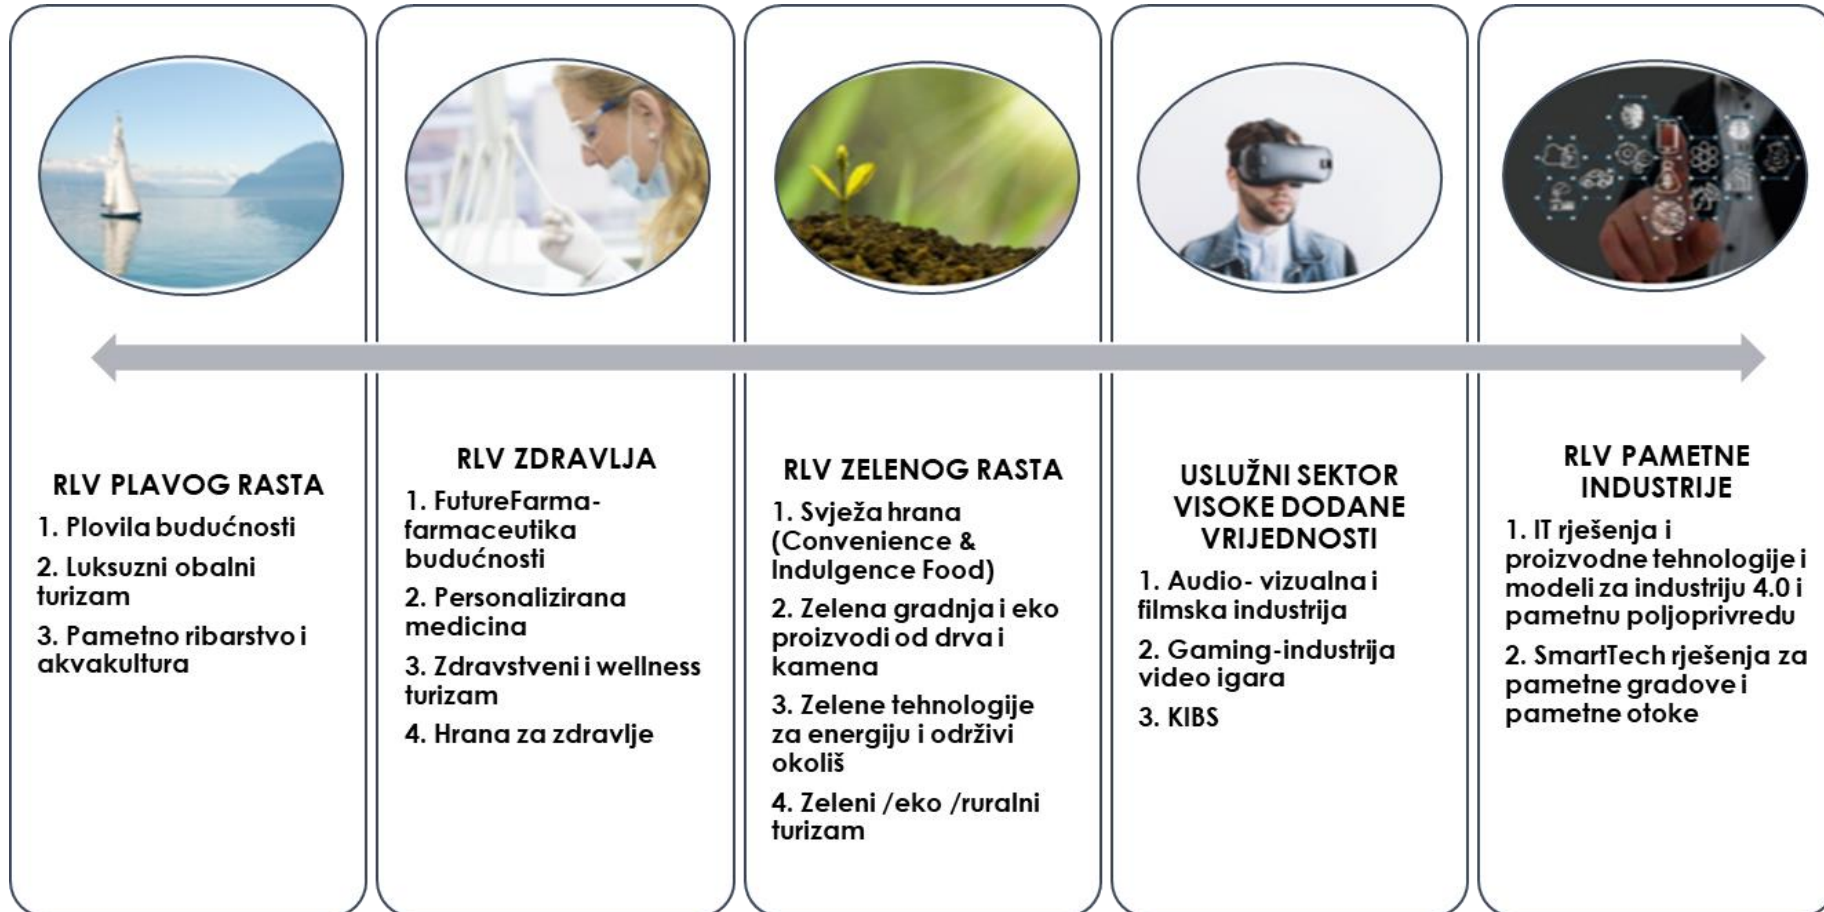 RLV PLAVOG RASTA
1. Plovila budućnosti
2. Luksuzni obalni
turizam
3. Pametno ribarstvo i
akvakultura
RLV ZDRAVLJA
1. FutureFarma-
farmaceutika
budućnosti
2. Personalizirana
medicina
3. Zdravstveni i wellness
turizam
4. Hrana za zdravlje
RLV ZELENOG RASTA
1. Svježa hrana
(Convenience &
Indulgence Food)
2. Zelena gradnja i eko
proizvodi od drva i
kamena
3. Zelene tehnologije
za energiju i održivi
okoliš
4. Zeleni /eko /ruralni
turizam
USLUŽNI SEKTOR
VISOKE DODANE
VRIJEDNOSTI
1. Audio- vizualna i
filmska industrija
2. Gaming-industrija
video igara
3. KIBS
RLV PAMETNE
INDUSTRIJE
1. IT rješenja i
proizvodne tehnologije i
modeli za industriju 4.0 i
pametnu poljoprivredu
2. SmartTech rješenja za
pametne gradove i
pametne otoke